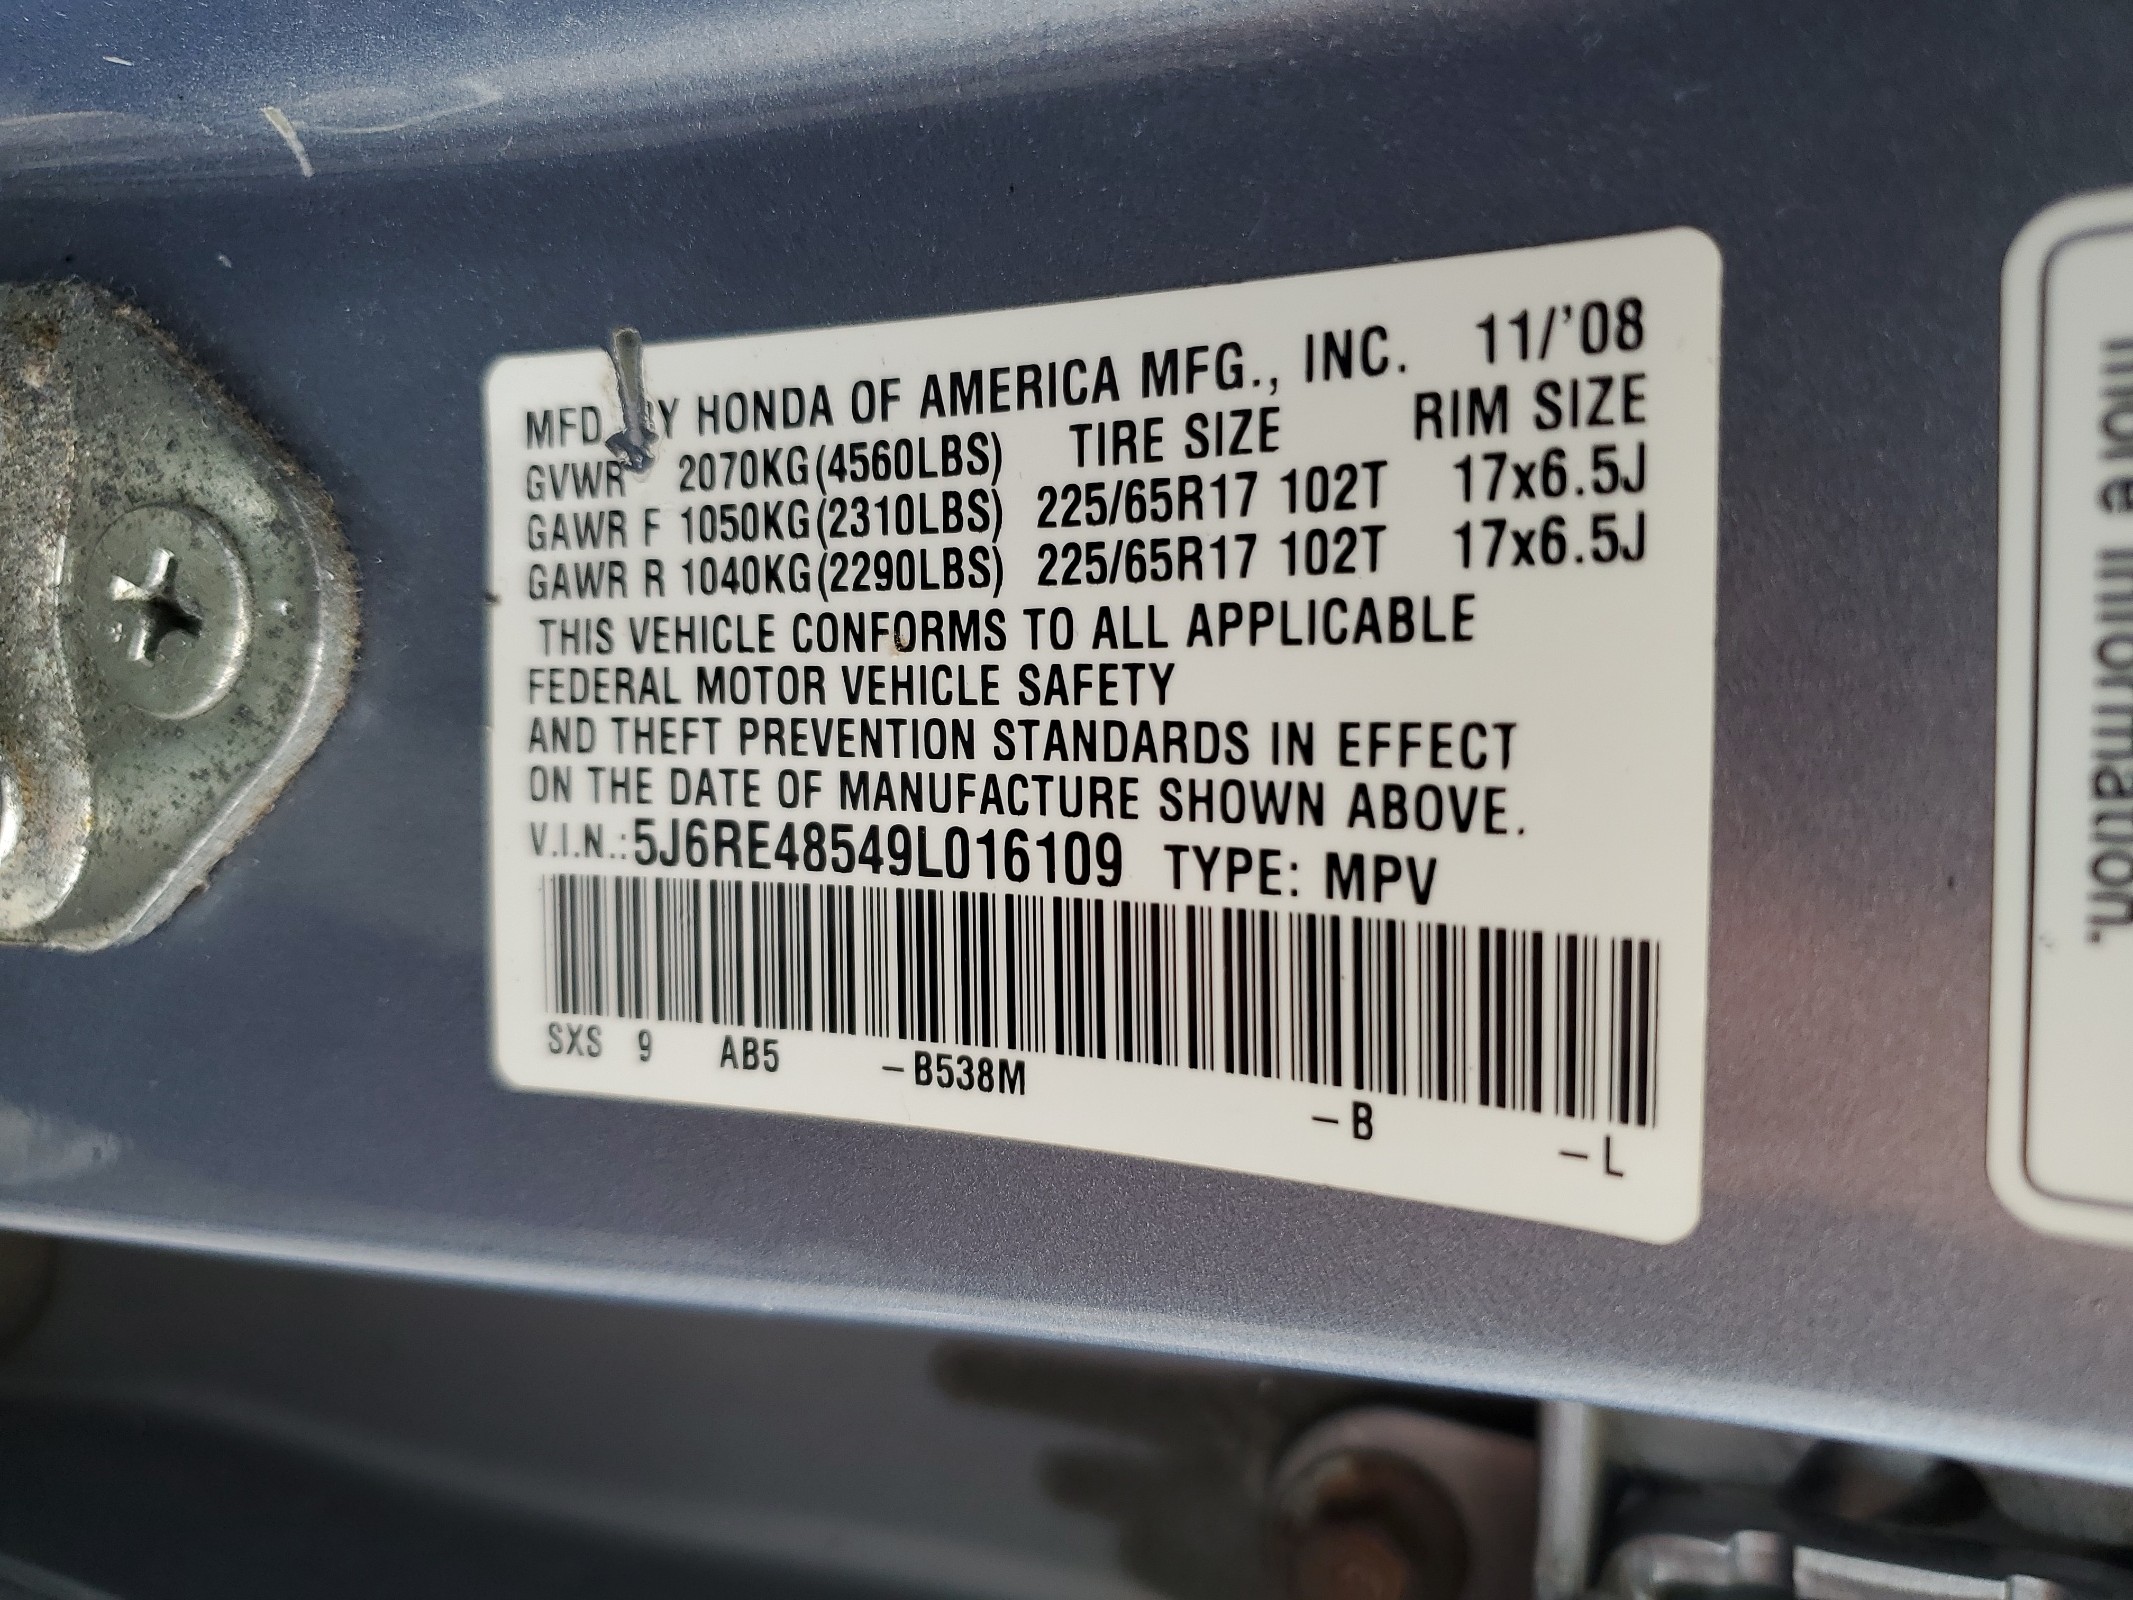 MFD BY HONDA OF AMERICA MFG., INC. 11/'08
GVWR 2070KG(4560LBS) TIRE SIZE RIM SIZE
GAWR F 1050KG(2310LBS) 225/65R17 102T 17x6.5J
GAWR R 1040KG(2290LBS) 225/65R17 102T 17x6.5J
THIS VEHICLE CONFORMS TO ALL APPLICABLE
FEDERAL MOTOR VEHICLE SAFETY
AND THEFT PREVENTION STANDARDS IN EFFECT
ON THE DATE OF MANUFACTURE SHOWN ABOVE.
V.I.N.:5J6RE48549L016109 TYPE: MPV
SXS 9 AB5 –B538M –B –L
more information.